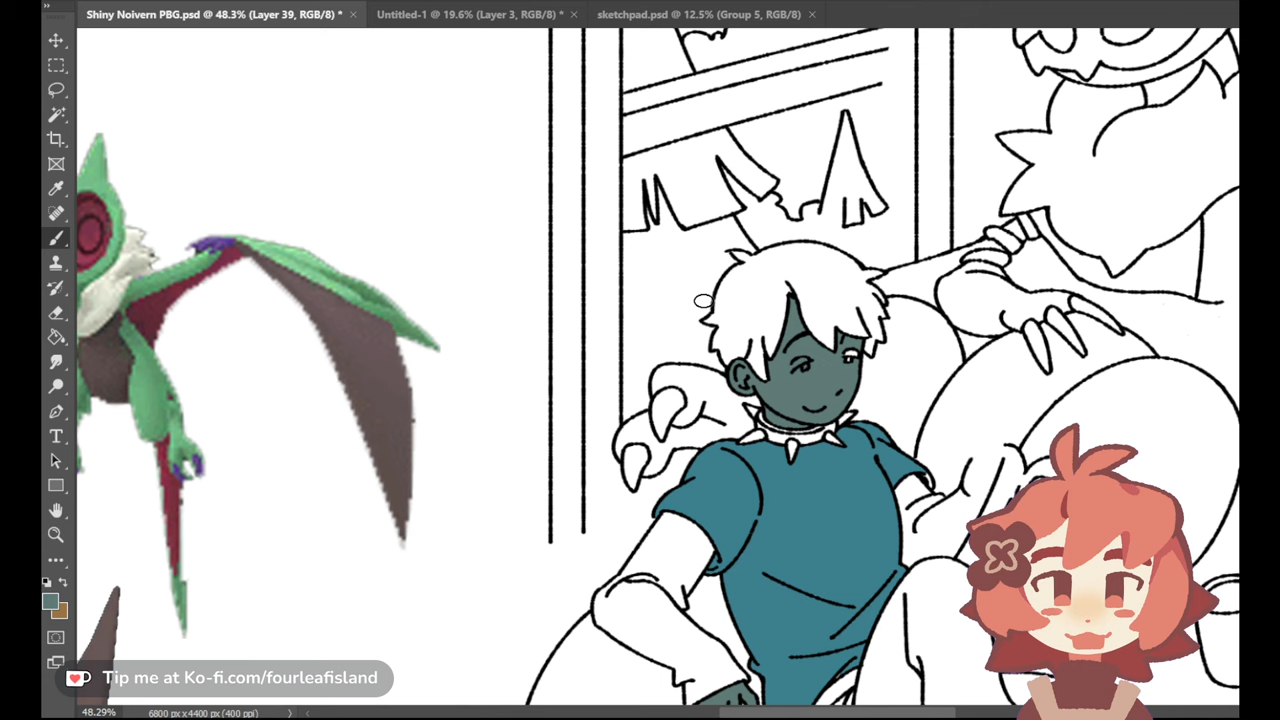 Shiny Noivern PBG.psd @ 48.3% (Layer 39, RGB/8) * ×
Untitled-1 @ 19.6% (Layer 3, RGB/8) * ×
sketchpad.psd @ 12.5% (Group 5, RGB/8) ×
Tip me at Ko-fi.com/fourleafisland
48.29%
6800 px x 4400 px (400 ppi)